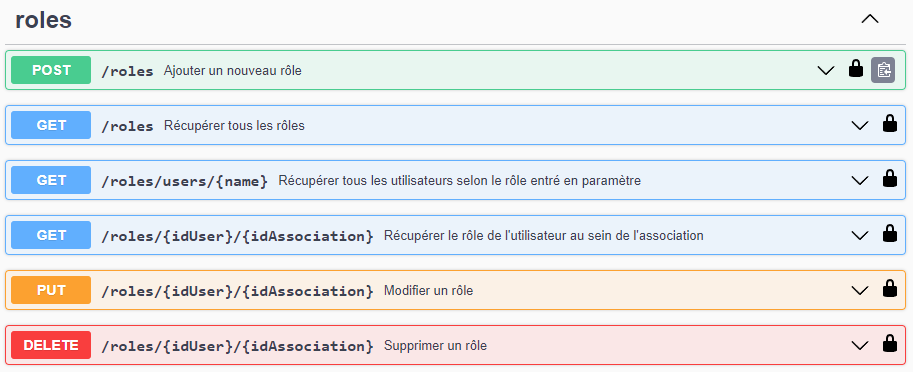 roles
POST /roles Ajouter un nouveau rôle
GET /roles Récupérer tous les rôles
GET /roles/users/{name} Récupérer tous les utilisateurs selon le rôle entré en paramètre
GET /roles/{idUser}/{idAssociation} Récupérer le rôle de l'utilisateur au sein de l'association
PUT /roles/{idUser}/{idAssociation} Modifier un rôle
DELETE /roles/{idUser}/{idAssociation} Supprimer un rôle